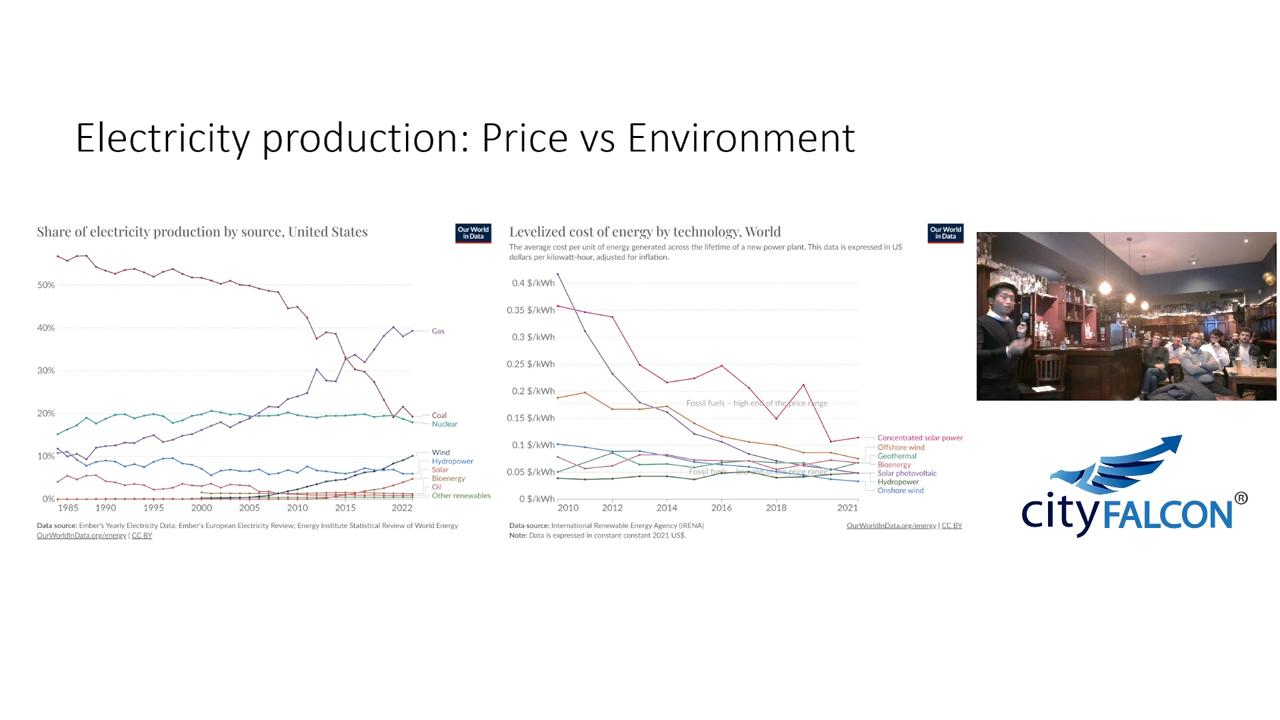 Electricity production: Price vs Environment
Share of electricity production by source, United States
Our World
in Data
50%
40%
30%
20%
10%
0%
1985 1990 1995 2000 2005 2010 2015 2022
Gas
Coal
Nuclear
Wind
Hydropower
Solar
Bioenergy
Oil
Other renewables
Data source: Ember's Yearly Electricity Data; Ember's European Electricity Review; Energy Institute Statistical Review of World Energy
OurWorldInData.org/energy | CC BY
Levelized cost of energy by technology, World
Our World
in Data
The average cost per unit of energy generated across the lifetime of a new power plant. This data is expressed in US
dollars per kilowatt-hour, adjusted for inflation.
0.4 $/kWh
0.35 $/kWh
0.3 $/kWh
0.25 $/kWh
0.2 $/kWh
0.15 $/kWh
0.1 $/kWh
0.05 $/kWh
0 $/kWh
Fossil fuels – high end of the price range
Fossil fuels – low end of the price range
2010 2012 2014 2016 2018 2021
Concentrated solar power
Offshore wind
Geothermal
Bioenergy
Solar photovoltaic
Hydropower
Onshore wind
Data source: International Renewable Energy Agency (IRENA)
OurWorldInData.org/energy | CC BY
Note: Data is expressed in constant constant 2021 US$.
cityFALCON®